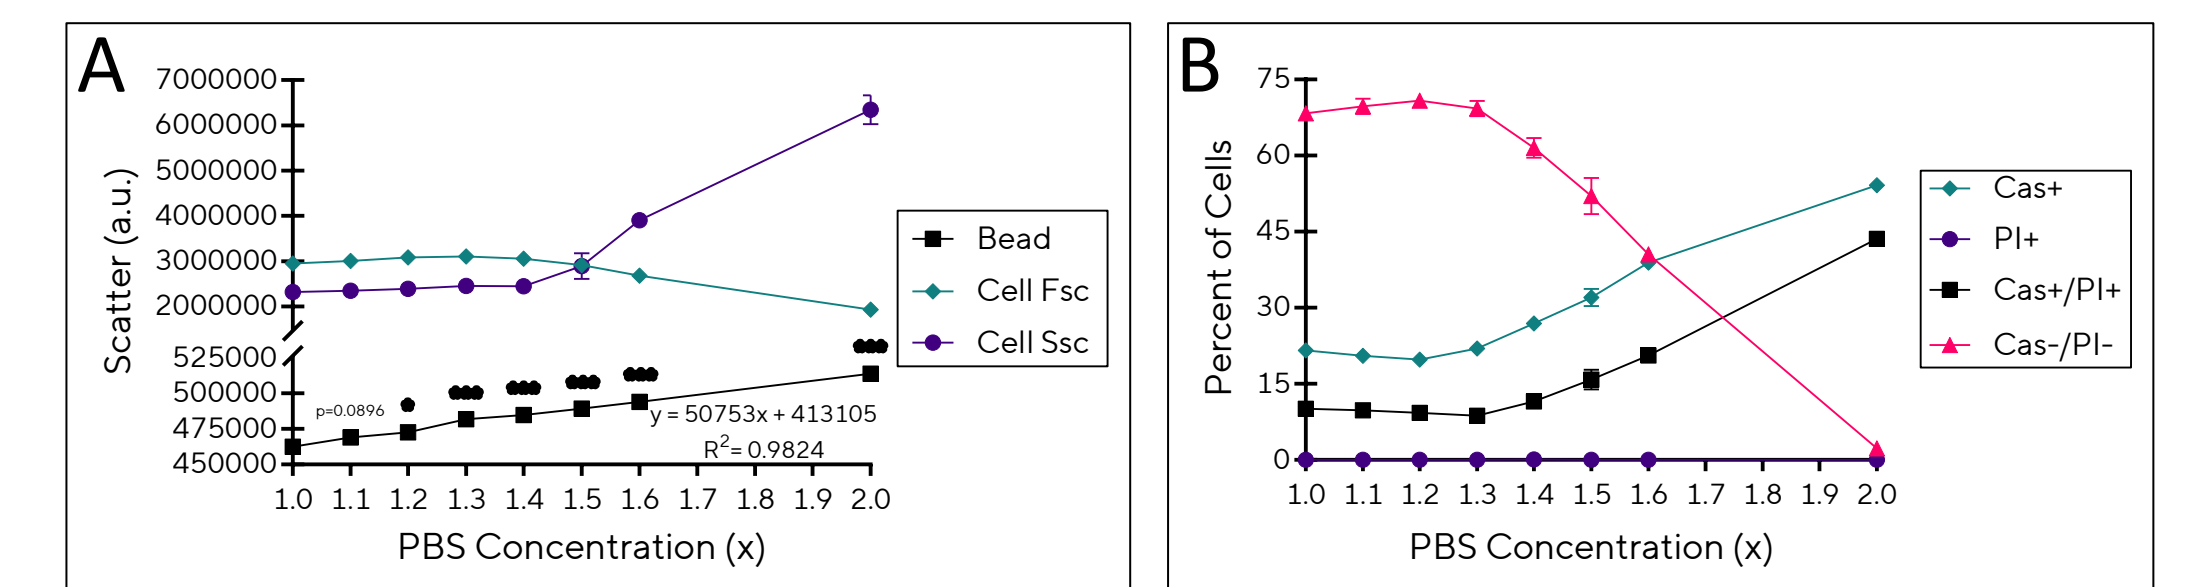 A
7000000
6000000
5000000
4000000
3000000
2000000
525000
500000
475000
450000
Scatter (a.u.)
p=0.0896
y = 50753x + 413105
R2= 0.9824
1.0 1.1 1.2 1.3 1.4 1.5 1.6 1.7 1.8 1.9 2.0
PBS Concentration (x)
Bead
Cell Fsc
Cell Ssc
B
75
60
45
30
15
0
Percent of Cells
1.0 1.1 1.2 1.3 1.4 1.5 1.6 1.7 1.8 1.9 2.0
PBS Concentration (x)
Cas+
PI+
Cas+/PI+
Cas-/PI-